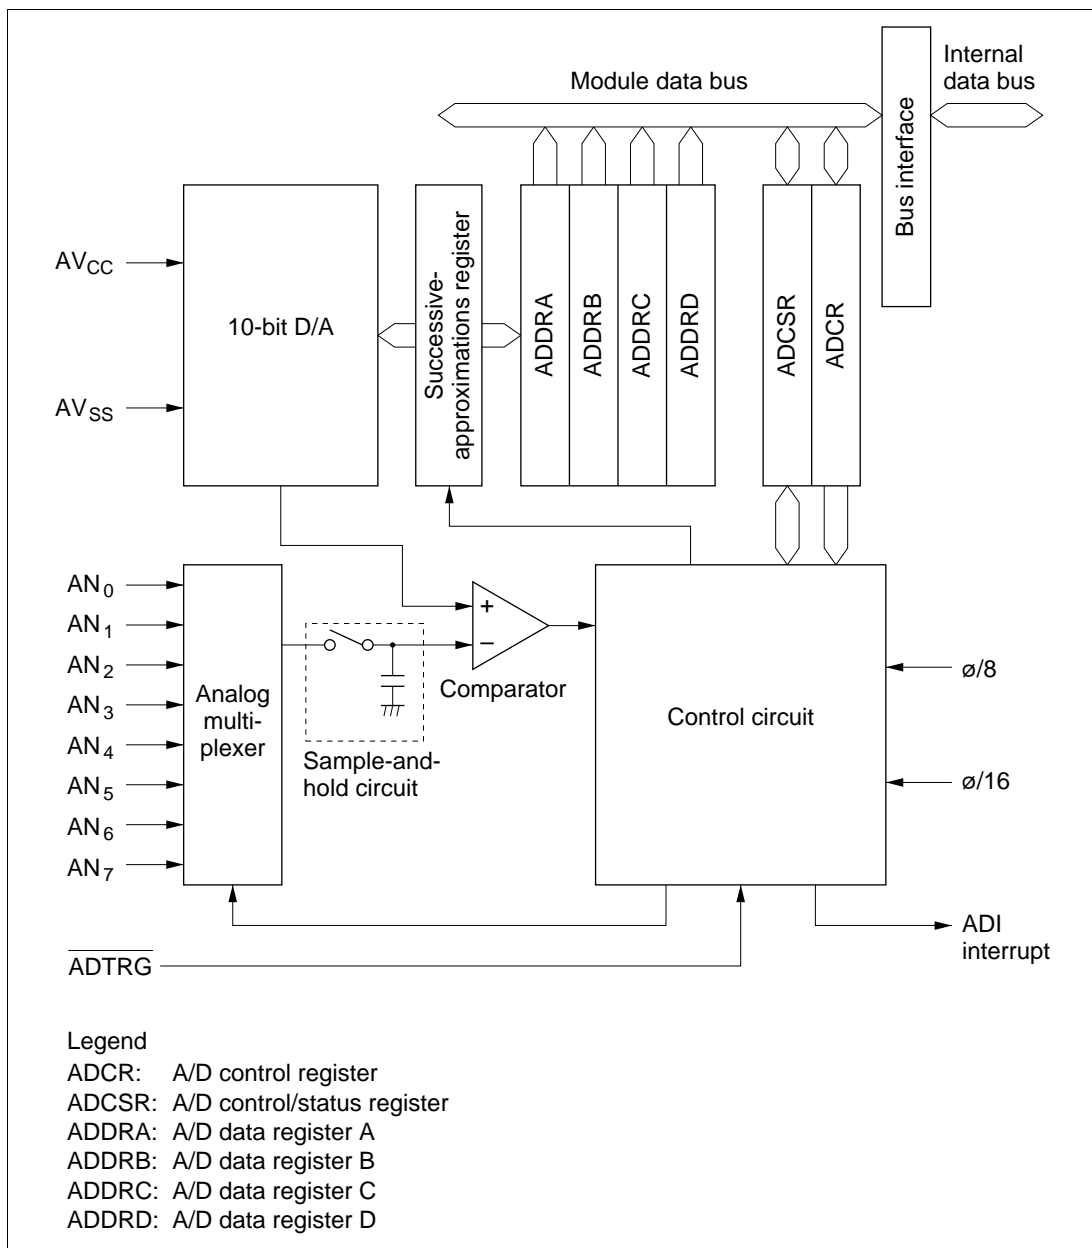 Internal
data bus
Module data bus
Bus interface
AVCC
AVSS
10-bit D/A
Successive-
approximations register
ADDRA
ADDRB
ADDRC
ADDRD
ADCSR
ADCR
AN0
AN1
AN2
AN3
AN4
AN5
AN6
AN7
Analog
multi-
plexer
Sample-and-
hold circuit
+
−
Comparator
Control circuit
ø/8
ø/16
ADI
interrupt
ADTRG
Legend
ADCR: A/D control register
ADCSR: A/D control/status register
ADDRA: A/D data register A
ADDRB: A/D data register B
ADDRC: A/D data register C
ADDRD: A/D data register D